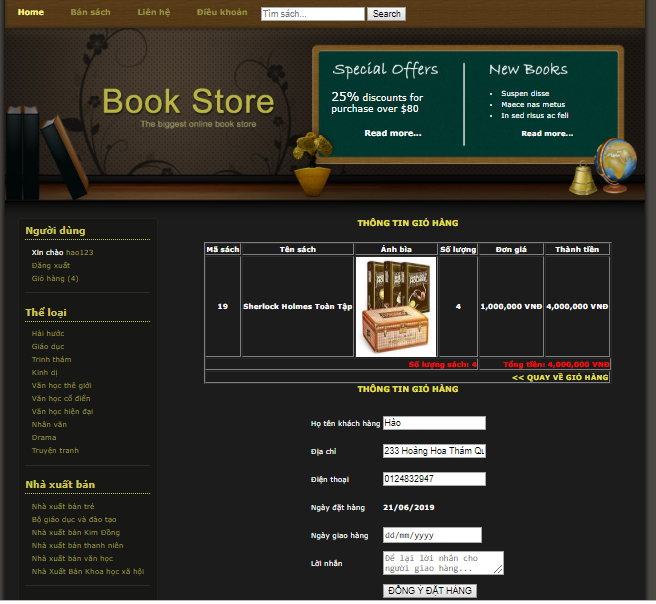 Home Bán sách Liên hệ Điều khoản Tìm sách... Search
Book Store
The biggest online book store
Special Offers
25% discounts for
purchase over $80
Read more...
New Books
Suspen disse
Maece nas metus
In sed risus ac feli
Read more...
Người dùng
Xin chào hao123
Đăng xuất
Giỏ hàng (4)
Thể loại
Hài hước
Giáo dục
Trinh thám
Kinh dị
Văn học thế giới
Văn học cổ điển
Văn học hiện đại
Nhân văn
Drama
Truyện tranh
Nhà xuất bản
Nhà xuất bản trẻ
Bộ giáo dục và đào tạo
Nhà xuất bản Kim Đồng
Nhà xuất bản thanh niên
Nhà xuất bản văn học
Nhà Xuất Bản Khoa học xã hội
THÔNG TIN GIỎ HÀNG
Mã sách Tên sách Ảnh bìa Số lượng Đơn giá Thành tiền
19 Sherlock Holmes Toàn Tập 4 1,000,000 VNĐ 4,000,000 VNĐ
Số lượng sách: 4 Tổng tiền: 4,000,000 VNĐ
<< QUAY VỀ GIỎ HÀNG
THÔNG TIN GIỎ HÀNG
Họ tên khách hàng Hào
Địa chỉ 233 Hoàng Hoa Thám Qu
Điện thoại 0124832947
Ngày đặt hàng 21/06/2019
Ngày giao hàng dd/mm/yyyy
Lời nhắn Để lại lời nhắn cho
người giao hàng...
ĐỒNG Ý ĐẶT HÀNG